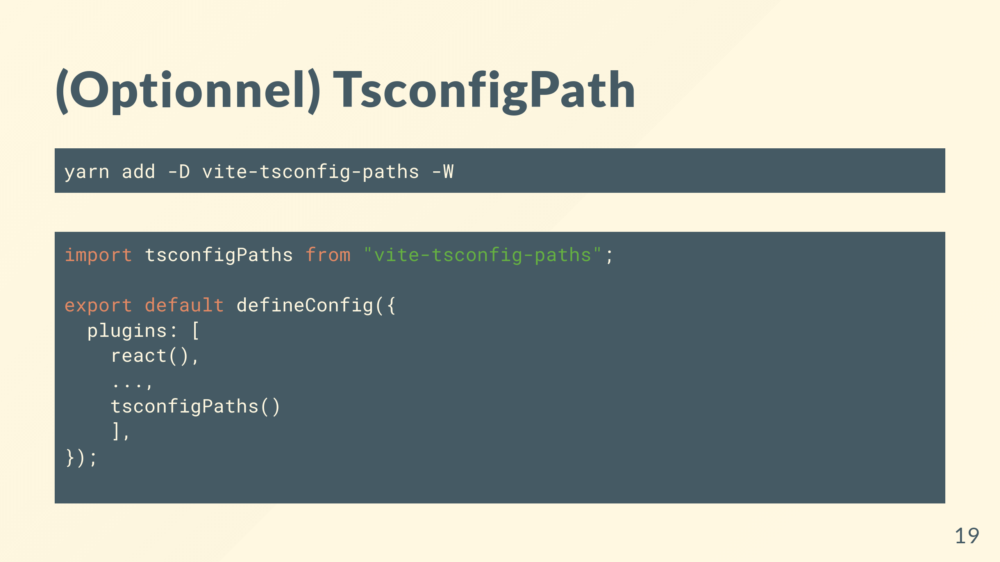 (Optionnel) TsconfigPath
yarn add -D vite-tsconfig-paths -W
import tsconfigPaths from "vite-tsconfig-paths";
export default defineConfig({
  plugins: [
    react(),
    ...,
    tsconfigPaths()
    ],
});
19